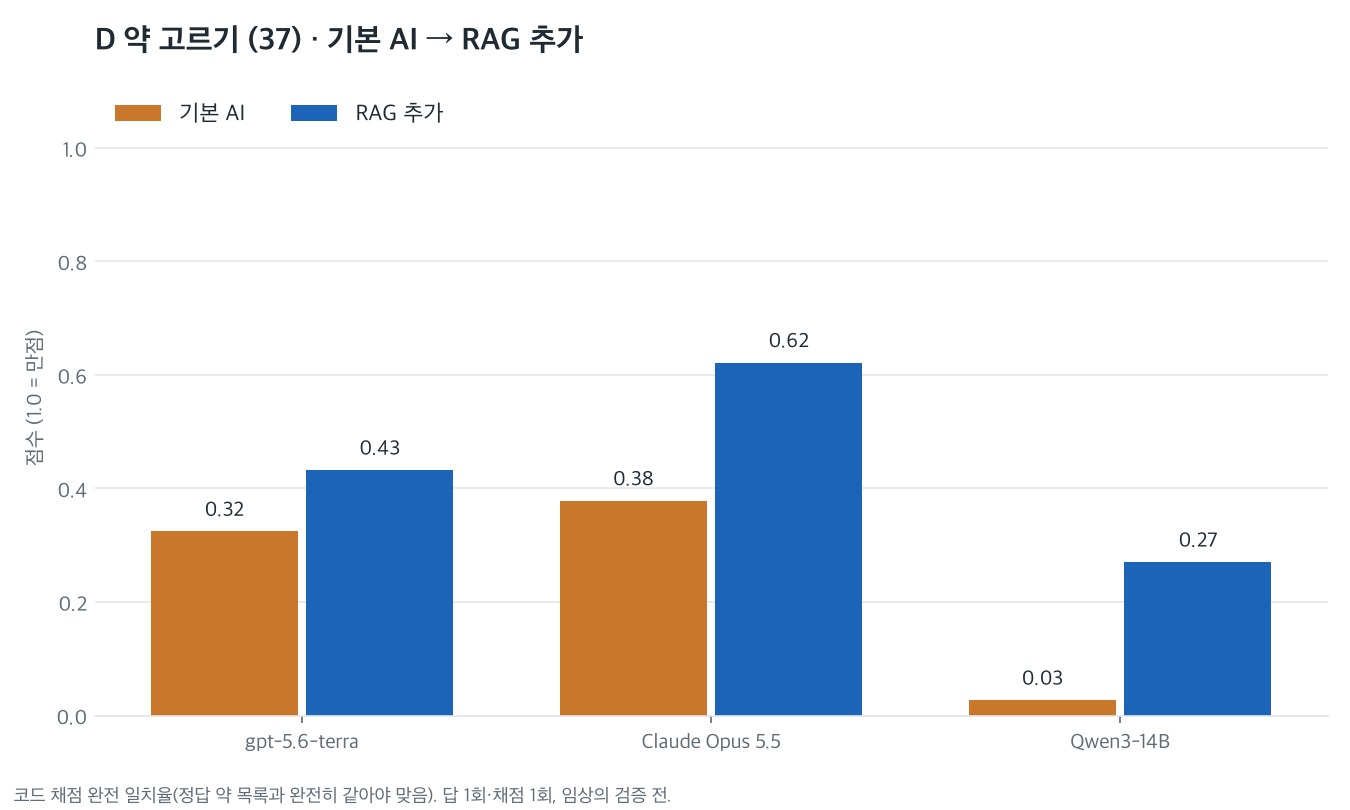 D 약 고르기 (37) · 기본 AI → RAG 추가
기본 AI
RAG 추가
점수 (1.0 = 만점)
1.0
0.8
0.6
0.4
0.2
0.0
0.32
0.43
0.38
0.62
0.03
0.27
gpt-5.6-terra
Claude Opus 5.5
Qwen3-14B
코드 채점 완전 일치율(정답 약 목록과 완전히 같아야 맞음). 답 1회·채점 1회, 임상의 검증 전.